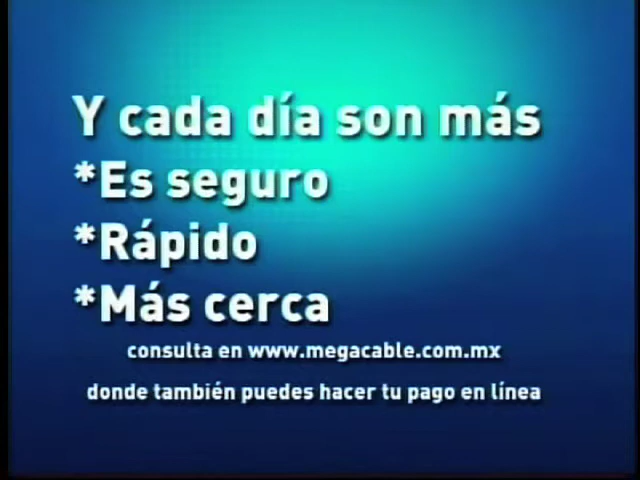 Y cada día son más
*Es seguro
*Rápido
*Más cerca
consulta en www.megacable.com.mx
donde también puedes hacer tu pago en línea